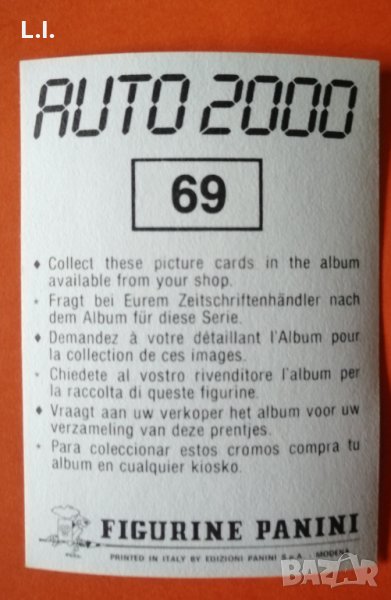 L.I.
AUTO 2000
69
♦ Collect these picture cards in the album
available from your shop.
* Fragt bei Eurem Zeitschriftenhändler nach
dem Album für diese Serie.
♦ Demandez à votre détaillant l'Album pour
la collection de ces images.
* Chiedete al vostro rivenditore l'album per
la raccolta di queste figurine.
♦ Vraagt aan uw verkoper het album voor uw
verzameling van deze prentjes.
* Para coleccionar estos cromos compra tu
album en cualquier kiosko.
FIGURINE PANINI
PRINTED IN ITALY BY EDIZIONI PANINI S.p.A. - MODENA
BAZAR